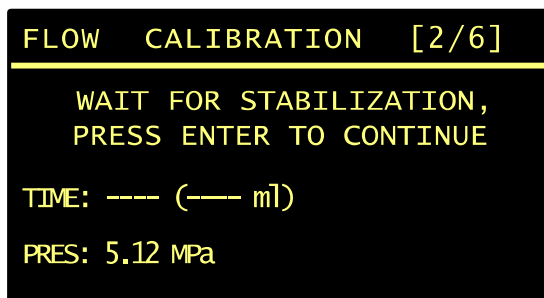 FLOW CALIBRATION [2/6]
WAIT FOR STABILIZATION,
PRESS ENTER TO CONTINUE
TIME: ---- (---- ml)
PRES: 5.12 MPa